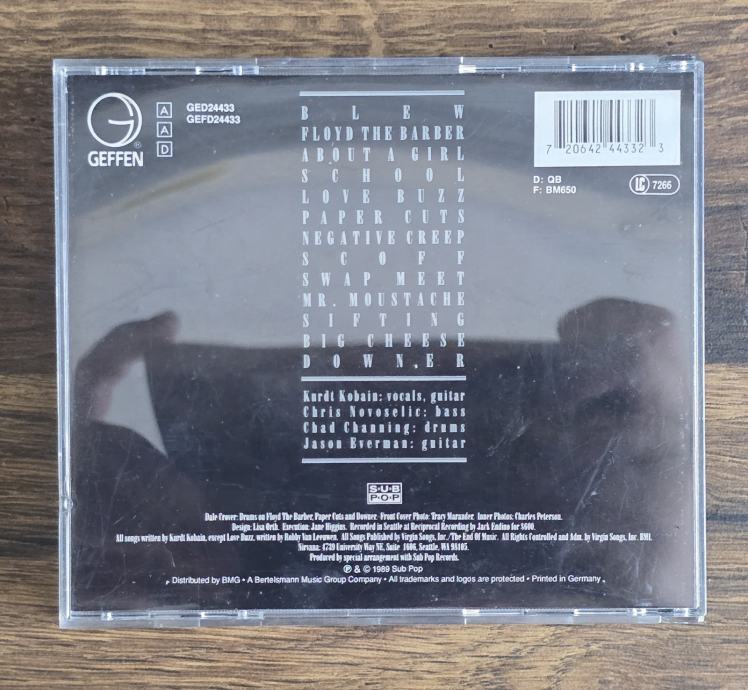 GEFFEN®
A
A
D
GED24433
GEFD24433
BLEW
FLOYD THE BARBER
ABOUT A GIRL
SCHOOL
LOVE BUZZ
PAPER CUTS
NEGATIVE CREEP
SCOFF
SWAP MEET
MR. MOUSTACHE
SIFTING
BIG CHEESE
DOWNER
Kurdt Kobain: vocals, guitar
Chris Novoselic: bass
Chad Channing: drums
Jason Everman: guitar
7 20642 44332 3
D: QB
F: BM650
LC 7266
SUB
POP
Dale Crover: Drums on Floyd The Barber, Paper Cuts and Downer. Front Cover Photo: Tracy Marander. Inner Photos: Charles Peterson.
Design: Lisa Orth. Execution: Jane Higgins. Recorded in Seattle at Reciprocal Recording by Jack Endino for $600.
All songs written by Kurdt Kobain, except Love Buzz, written by Robby Van Leeuwen. All Songs Published by Virgin Songs, Inc./The End Of Music. All Rights Controlled and Adm. by Virgin Songs, Inc. BMI.
Nirvana: 4739 University Way NE, Suite 1606, Seattle, WA 98105.
Produced by special arrangement with Sub Pop Records.
℗ & © 1989 Sub Pop
Distributed by BMG • A Bertelsmann Music Group Company • All trademarks and logos are protected • Printed in Germany